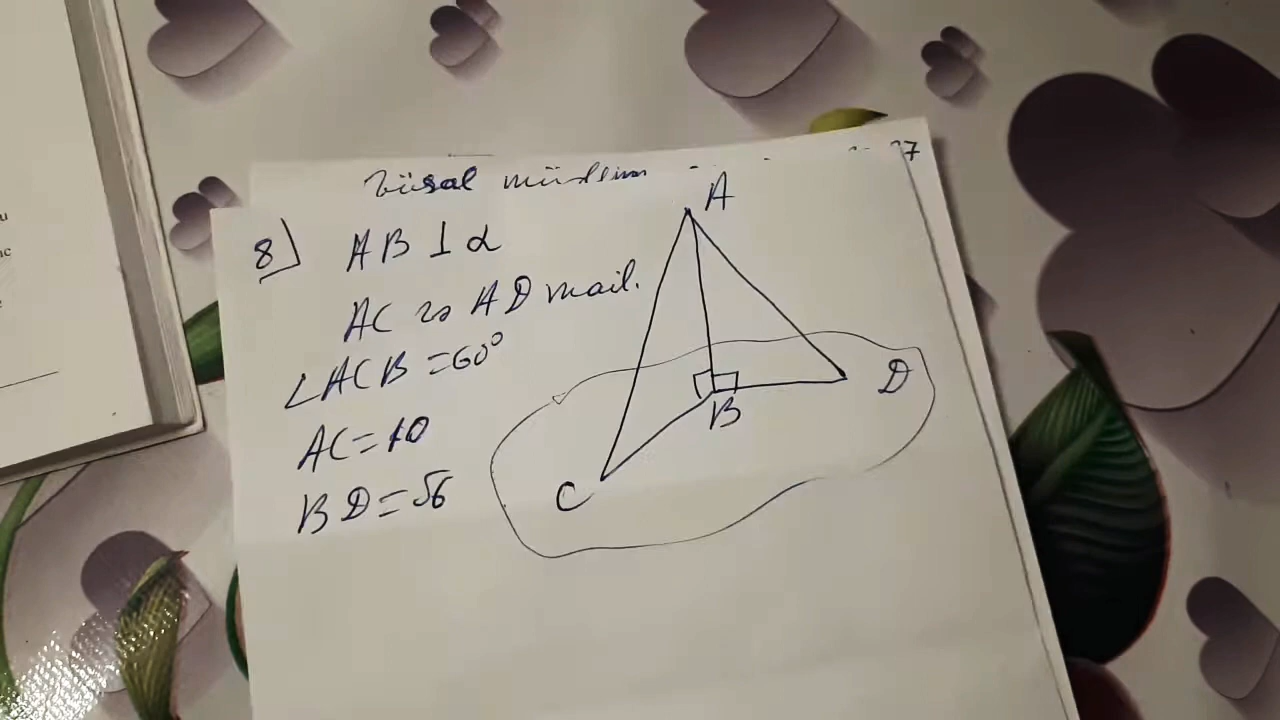 8)
AB ⊥ α
AC və AD mail.
∠ACB = 60°
AC = 10
BD = √6
A
B
C
D